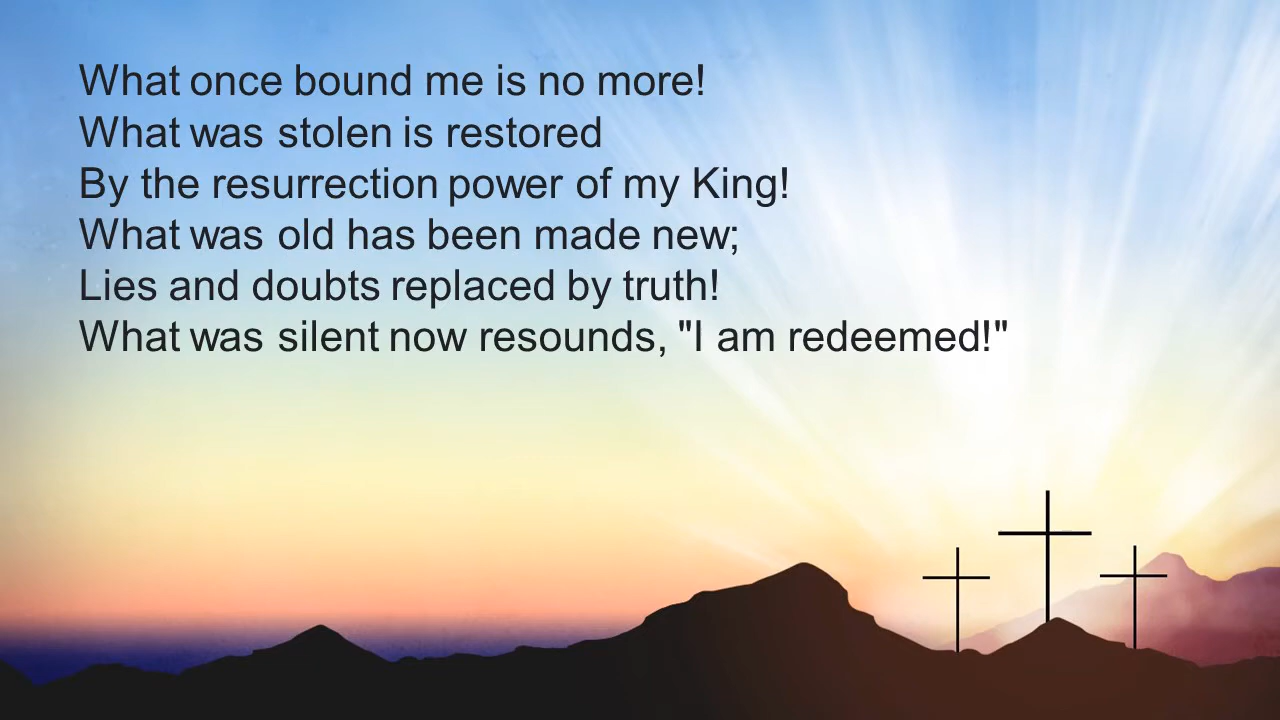 What once bound me is no more!
What was stolen is restored
By the resurrection power of my King!
What was old has been made new;
Lies and doubts replaced by truth!
What was silent now resounds, "I am redeemed!"